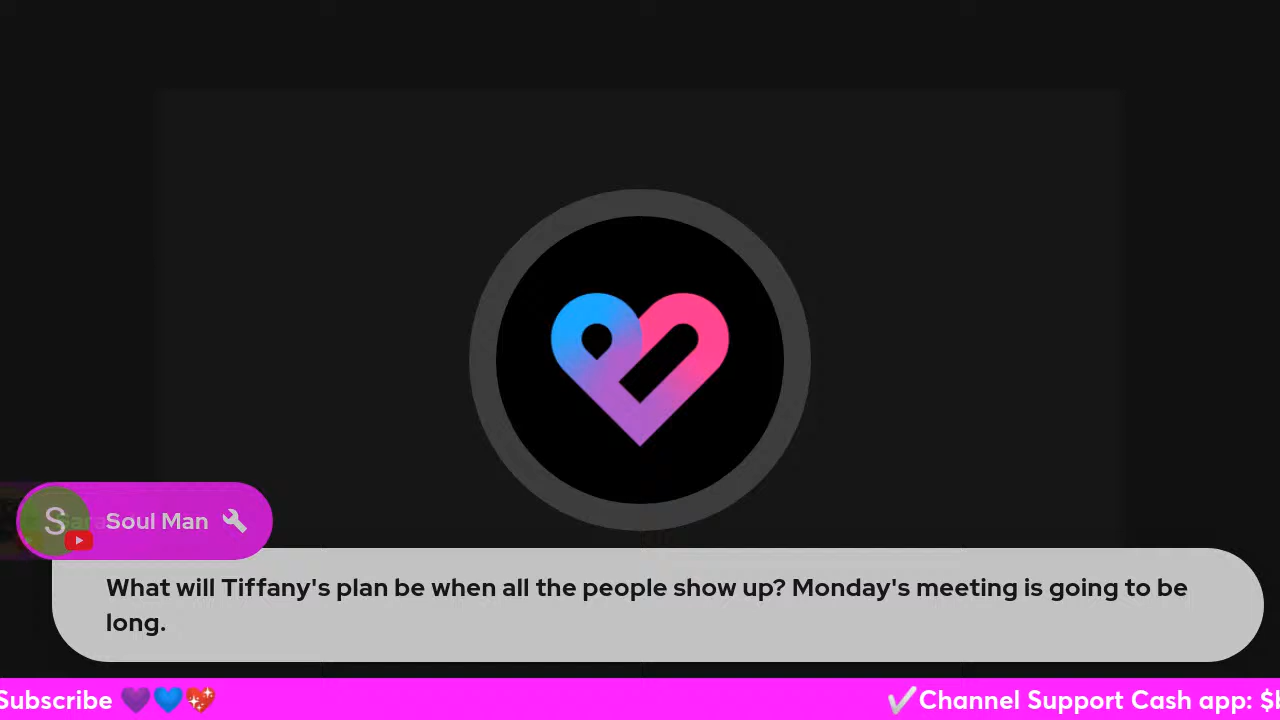 S
Soul Man
What will Tiffany's plan be when all the people show up? Monday's meeting is going to be
long.
Subscribe 💜💙💖 ✔️Channel Support Cash app: